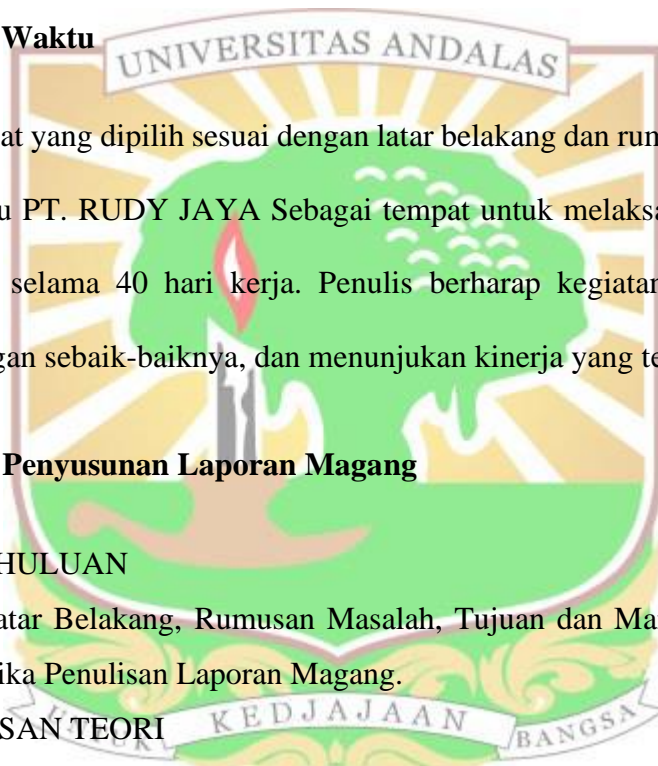 Waktu
UNIVERSITAS ANDALAS
at yang dipilih sesuai dengan latar belakang dan run
u PT. RUDY JAYA Sebagai tempat untuk melaksa
selama 40 hari kerja. Penulis berharap kegiatan
gan sebaik-baiknya, dan menunjukan kinerja yang te
Penyusunan Laporan Magang
HULUAN
atar Belakang, Rumusan Masalah, Tujuan dan Ma
ika Penulisan Laporan Magang.
SAN TEORI
UNTUK KEDJAJAAN BANGSA